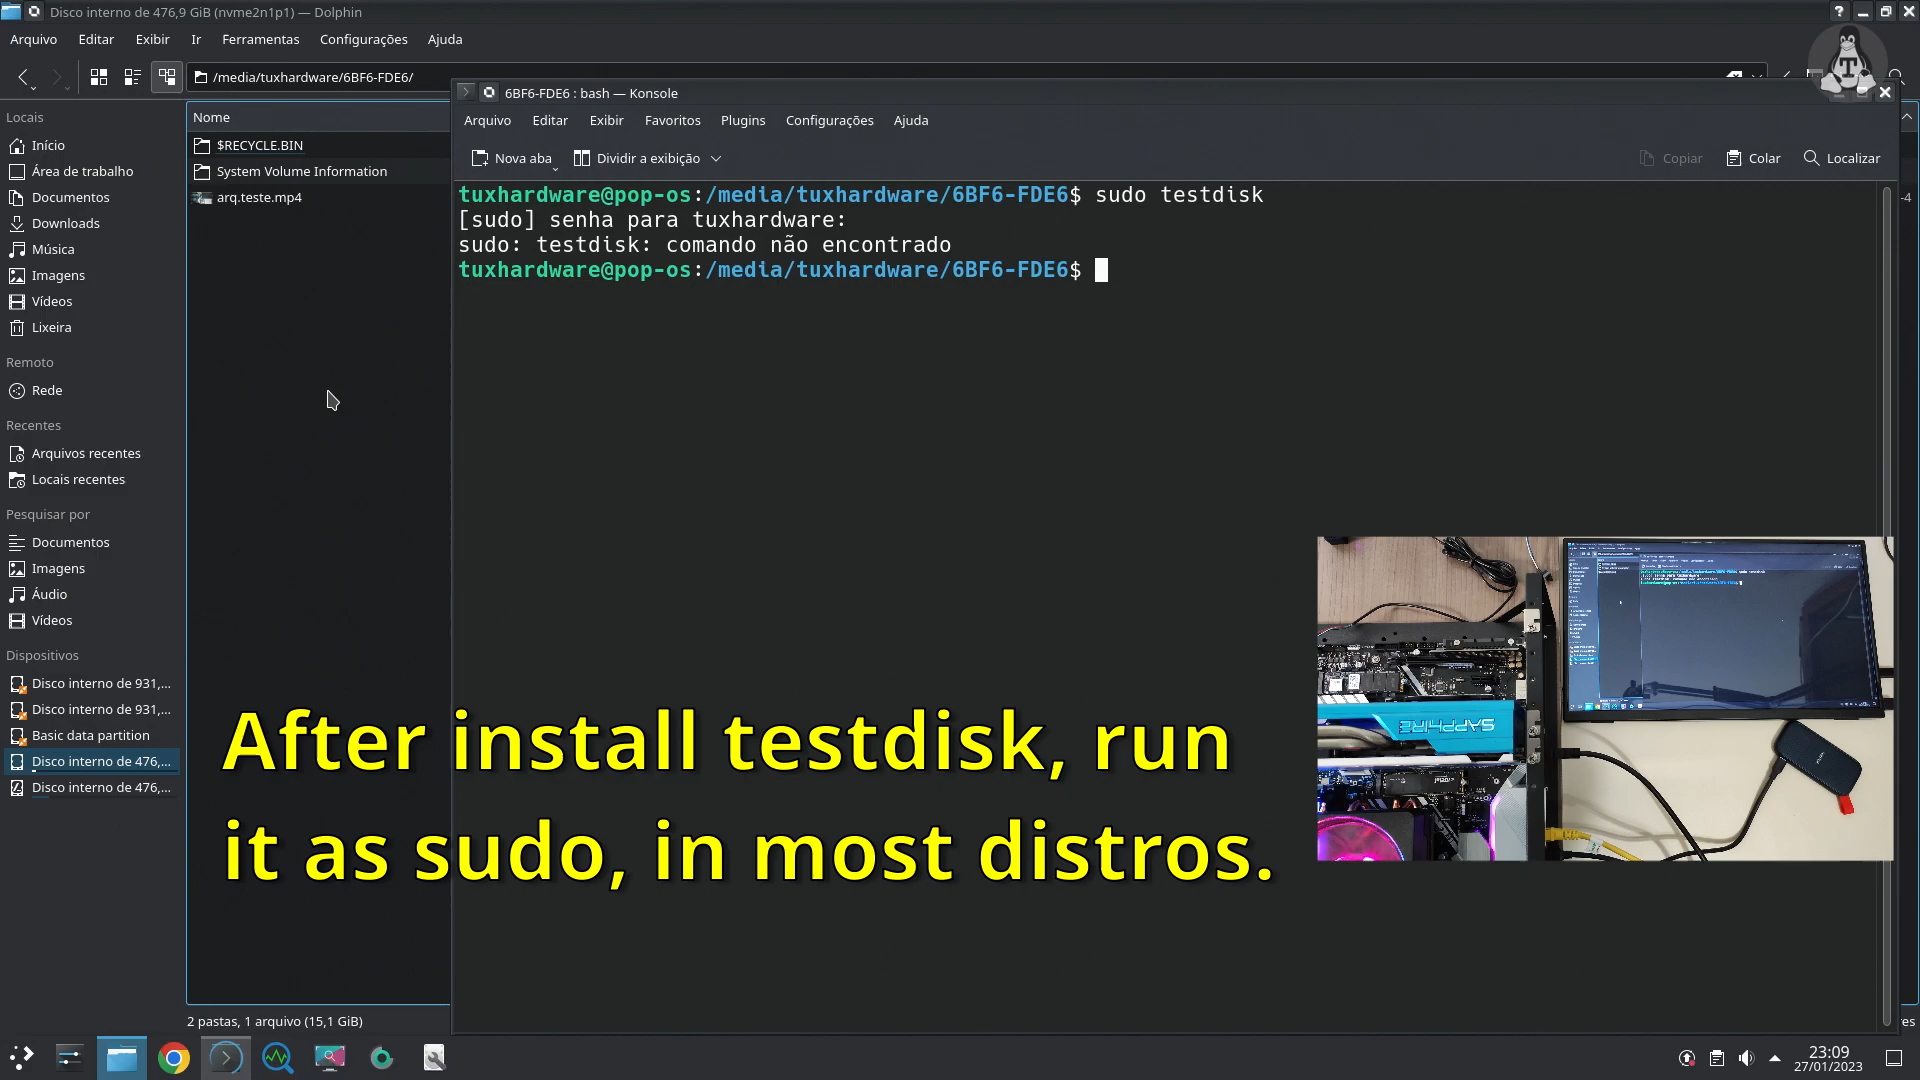 Disco interno de 476,9 GiB (nvme2n1p1) — Dolphin
Arquivo Editar Exibir Ir Ferramentas Configurações Ajuda
/media/tuxhardware/6BF6-FDE6/
Locais
Início
Área de trabalho
Documentos
Downloads
Música
Imagens
Vídeos
Lixeira
Remoto
Rede
Recentes
Arquivos recentes
Locais recentes
Pesquisar por
Documentos
Imagens
Áudio
Vídeos
Dispositivos
Disco interno de 931,...
Disco interno de 931,...
Basic data partition
Disco interno de 476,...
Disco interno de 476,...
Nome
$RECYCLE.BIN
System Volume Information
arq.teste.mp4
2 pastas, 1 arquivo (15,1 GiB)
6BF6-FDE6 : bash — Konsole
Arquivo Editar Exibir Favoritos Plugins Configurações Ajuda
Nova aba Dividir a exibição Copiar Colar Localizar
tuxhardware@pop-os:/media/tuxhardware/6BF6-FDE6$ sudo testdisk
[sudo] senha para tuxhardware:
sudo: testdisk: comando não encontrado
tuxhardware@pop-os:/media/tuxhardware/6BF6-FDE6$
SAPPHIRE
After install testdisk, run
it as sudo, in most distros.
23:09
27/01/2023